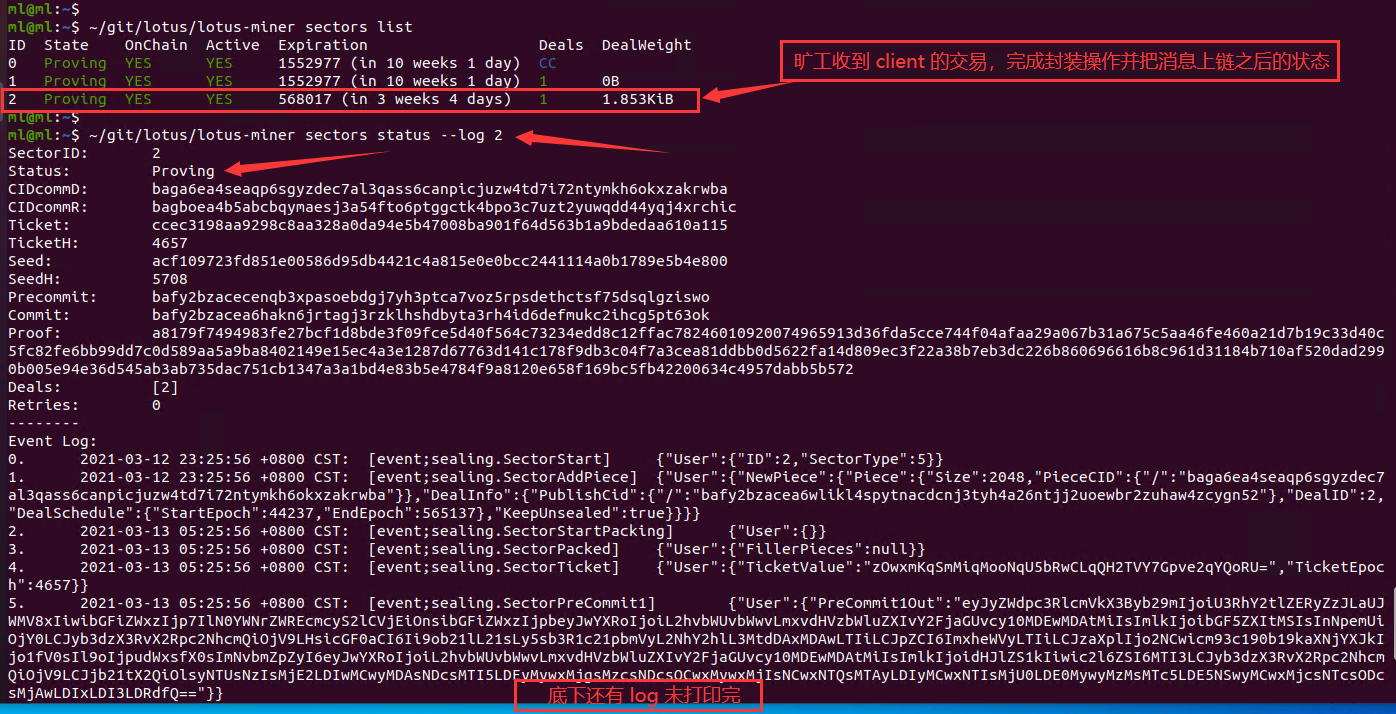 ml@ml:~$
ml@ml:~$ ~/git/lotus/lotus-miner sectors list
ID State OnChain Active Expiration Deals DealWeight
0 Proving YES YES 1552977 (in 10 weeks 1 day) CC
1 Proving YES YES 1552977 (in 10 weeks 1 day) 1 0B
2 Proving YES YES 568017 (in 3 weeks 4 days) 1 1.853KiB
旷工收到 client 的交易，完成封装操作并把消息上链之后的状态
ml@ml:~$
ml@ml:~$ ~/git/lotus/lotus-miner sectors status --log 2
SectorID: 2
Status: Proving
CIDcommD: baga6ea4seaqp6sgyzdec7al3qass6canpicjuzw4td7i72ntymkh6okxzakrwba
CIDcommR: bagboea4b5abcbqymaesj3a54fto6ptggctk4bpo3c7uzt2yuwqdd44yqj4xrchic
Ticket: ccec3198aa9298c8aa328a0da94e5b47008ba901f64d563b1a9bdedaa610a115
TicketH: 4657
Seed: acf109723fd851e00586d95db4421c4a815e0e0bcc2441114a0b1789e5b4e800
SeedH: 5708
Precommit: bafy2bzacecenqb3xpasoebdgj7yh3ptca7voz5rpsdethctsf75dsqlgziswo
Commit: bafy2bzacea6hakn6jrtagj3rzklhshdbyta3rh4id6defmukc2ihcg5pt63ok
Proof: a8179f7494983fe27bcf1d8bde3f09fce5d40f564c73234edd8c12ffac78246010920074965913d36fda5cce744f04afaa29a067b31a675c5aa46fe460a21d7b19c33d40c
5fc82fe6bb99dd7c0d589aa5a9ba8402149e15ec4a3e1287d67763d141c178f9db3c04f7a3cea81ddbb0d5622fa14d809ec3f22a38b7eb3dc226b860696616b8c961d31184b710af520dad299
0b005e94e36d545ab3ab735dac751cb1347a3a1bd4e83b5e4784f9a8120e658f169bc5fb42200634c4957dabb5b572
Deals: [2]
Retries: 0
--------
Event Log:
0. 2021-03-12 23:25:56 +0800 CST: [event;sealing.SectorStart] {"User":{"ID":2,"SectorType":5}}
1. 2021-03-12 23:25:56 +0800 CST: [event;sealing.SectorAddPiece] {"User":{"NewPiece":{"Piece":{"Size":2048,"PieceCID":{"/":"baga6ea4seaqp6sgyzdec7
al3qass6canpicjuzw4td7i72ntymkh6okxzakrwba"}},"DealInfo":{"PublishCid":{"/":"bafy2bzacea6wlikl4spytnacdcnj3tyh4a26ntjj2uoewbr2zuhaw4zcygn52"},"DealID":2,
"DealSchedule":{"StartEpoch":44237,"EndEpoch":565137},"KeepUnsealed":true}}}}
2. 2021-03-13 05:25:56 +0800 CST: [event;sealing.SectorStartPacking] {"User":{}}
3. 2021-03-13 05:25:56 +0800 CST: [event;sealing.SectorPacked] {"User":{"FillerPieces":null}}
4. 2021-03-13 05:25:56 +0800 CST: [event;sealing.SectorTicket] {"User":{"TicketValue":"zOwxmKqSmMiqMooNqU5bRwCLqQH2TVY7Gpve2qYQoRU=","TicketEpoc
h":4657}}
5. 2021-03-13 05:25:56 +0800 CST: [event;sealing.SectorPreCommit1] {"User":{"PreCommit1Out":
底下还有 log 未打印完